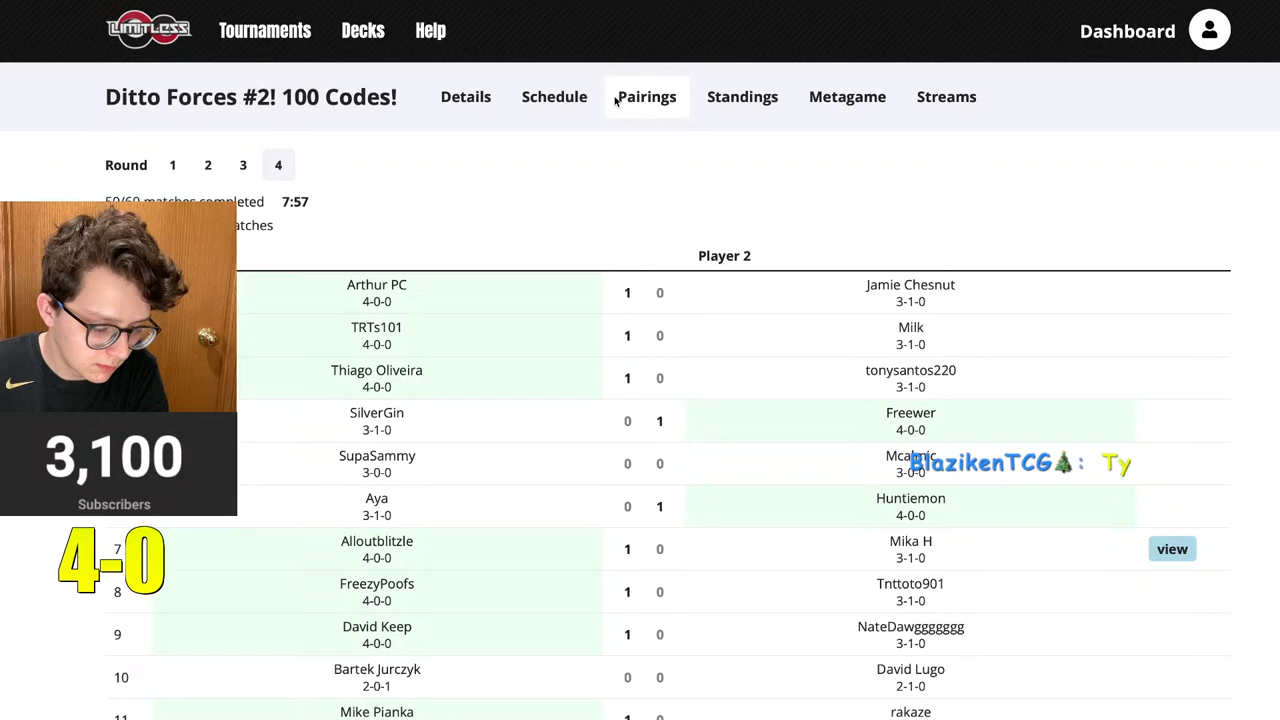 LIMITLESS Tournaments Decks Help Dashboard
Ditto Forces #2! 100 Codes! Details Schedule Pairings Standings Metagame Streams
Round 1 2 3 4
50/60 matches completed 7:57
atches
Player 2
Arthur PC 1 0 Jamie Chesnut
4-0-0 3-1-0
TRTs101 1 0 Milk
4-0-0 3-1-0
Thiago Oliveira 1 0 tonysantos220
4-0-0 3-1-0
SilverGin 0 1 Freewer
3-1-0 4-0-0
SupaSammy 0 0
3-0-0 3-0-0
BlazikenTCG🎄: Ty
Aya 0 1 Huntiemon
3-1-0 4-0-0
7 Alloutblitzle 1 0 Mika H view
4-0-0 3-1-0
8 FreezyPoofs 1 0 Tnttoto901
4-0-0 3-1-0
9 David Keep 1 0 NateDawggggggg
4-0-0 3-1-0
10 Bartek Jurczyk 0 0 David Lugo
2-0-1 2-1-0
11 Mike Pianka 1 0 rakaze
3,100
Subscribers
4-0